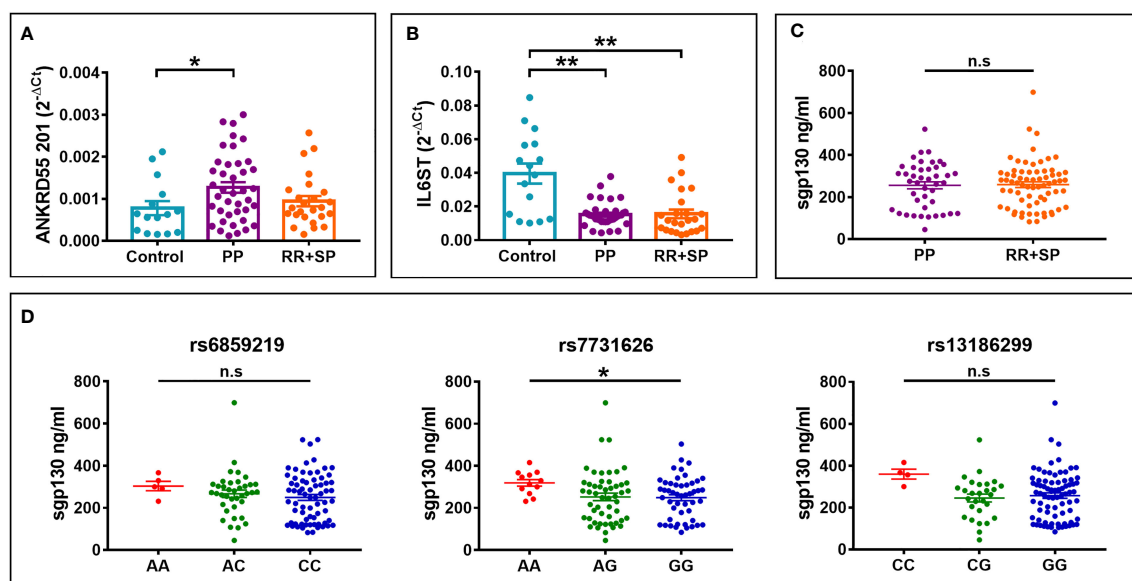 A
ANKRD55 201 (2^-ΔCt)
0.004
0.003
0.002
0.001
0.000
*
Control PP RR+SP
B
IL6ST (2^-ΔCt)
0.10
0.08
0.06
0.04
0.02
0.00
**
**
Control PP RR+SP
C
sgp130 ng/ml
800
600
400
200
0
n.s
PP RR+SP
D
rs6859219
sgp130 ng/ml
800
600
400
200
0
n.s
AA AC CC
rs7731626
sgp130 ng/ml
800
600
400
200
0
*
AA AG GG
rs13186299
sgp130 ng/ml
800
600
400
200
0
n.s
CC CG GG